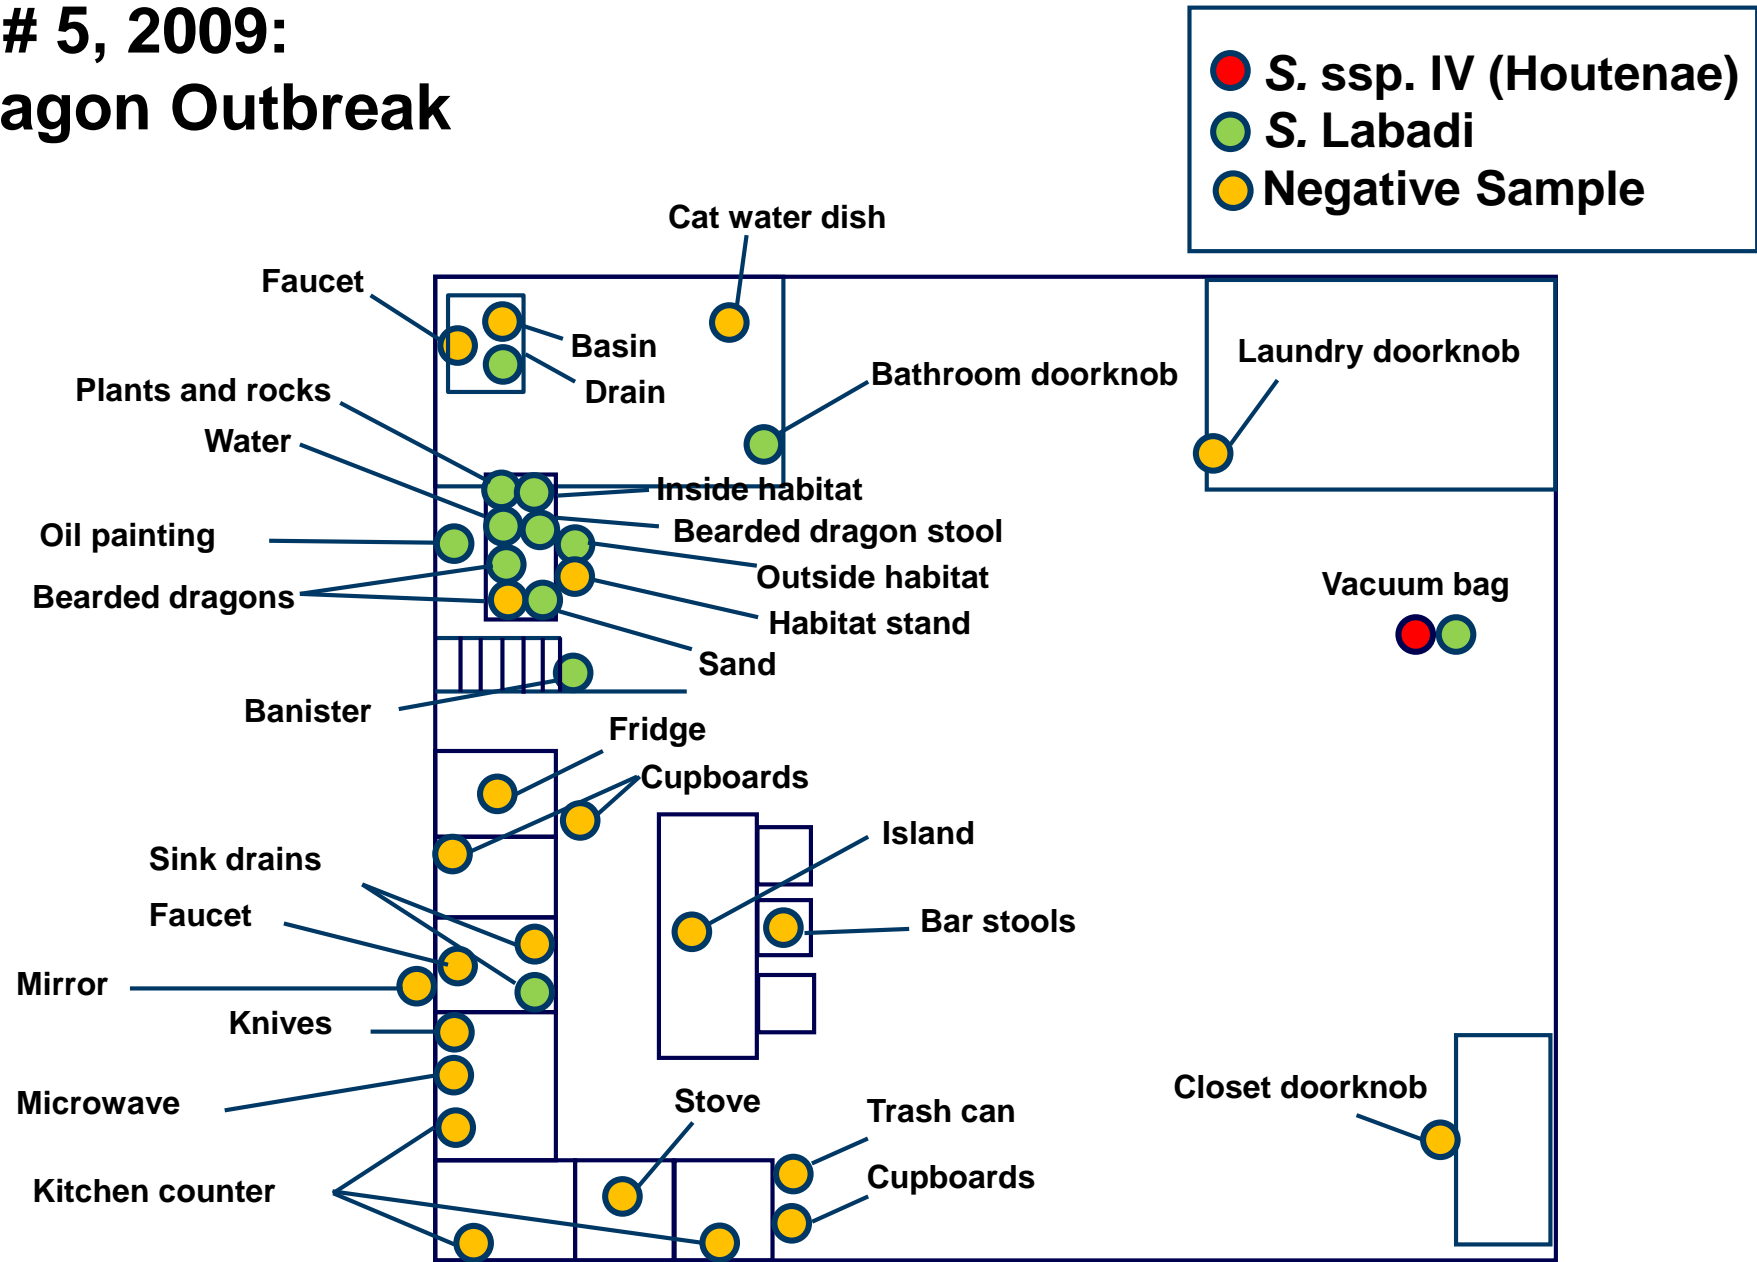 # 5, 2009:
agon Outbreak
S. ssp. IV (Houtenae)
S. Labadi
Negative Sample
Cat water dish
Faucet
Basin
Drain
Plants and rocks
Water
Bathroom doorknob
Laundry doorknob
Inside habitat
Bearded dragon stool
Oil painting
Outside habitat
Bearded dragons
Habitat stand
Vacuum bag
Sand
Banister
Fridge
Cupboards
Island
Sink drains
Faucet
Bar stools
Mirror
Knives
Microwave
Stove
Trash can
Closet doorknob
Kitchen counter
Cupboards